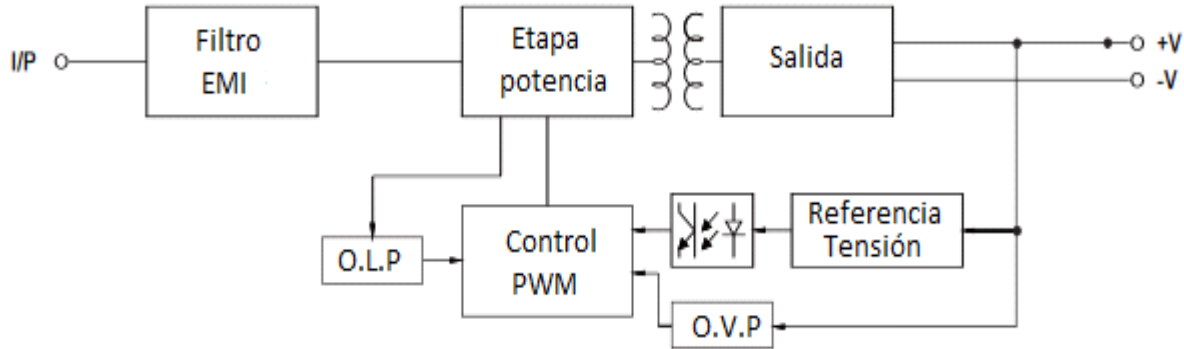 I/P
Filtro
EMI
Etapa
potencia
Salida
+V
-V
O.L.P
Control
PWM
Referencia
Tensión
O.V.P